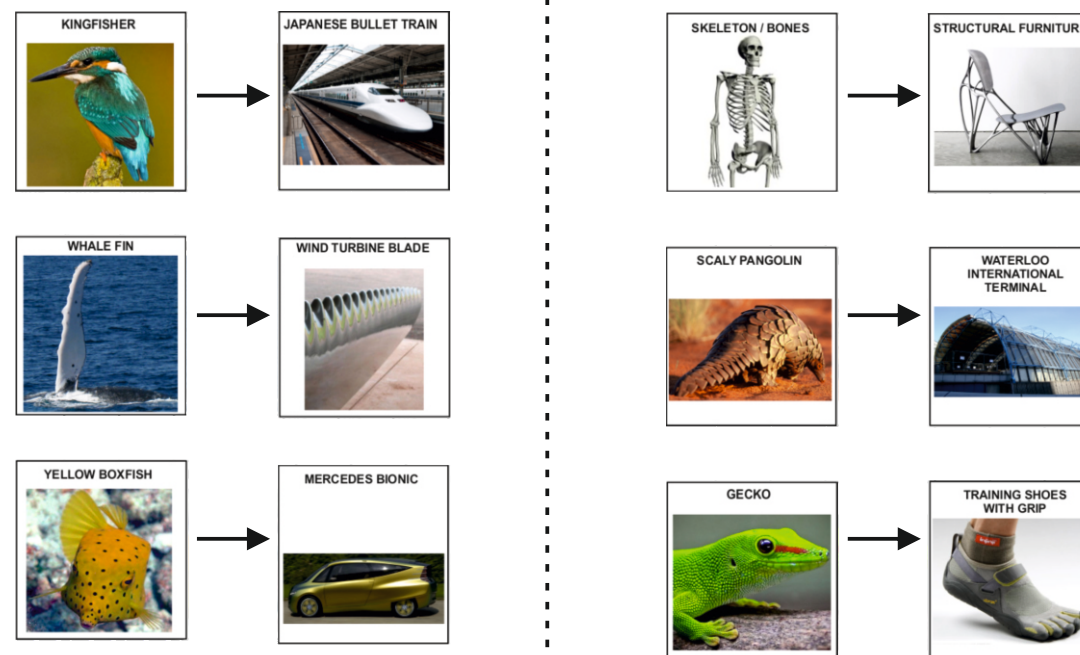 KINGFISHER
JAPANESE BULLET TRAIN
WHALE FIN
WIND TURBINE BLADE
YELLOW BOXFISH
MERCEDES BIONIC
SKELETON / BONES
STRUCTURAL FURNITUR
SCALY PANGOLIN
WATERLOO
INTERNATIONAL
TERMINAL
GECKO
TRAINING SHOES
WITH GRIP